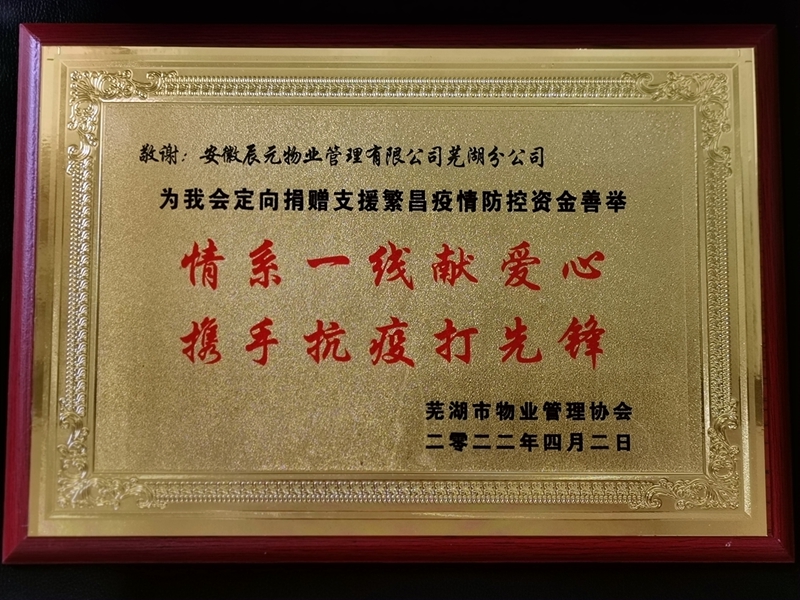 敬谢：安徽辰元物业管理有限公司芜湖分公司
为我会定向捐赠支援繁昌疫情防控资金善举
情系一线献爱心
携手抗疫打先锋
芜湖市物业管理协会
二零二二年四月二日